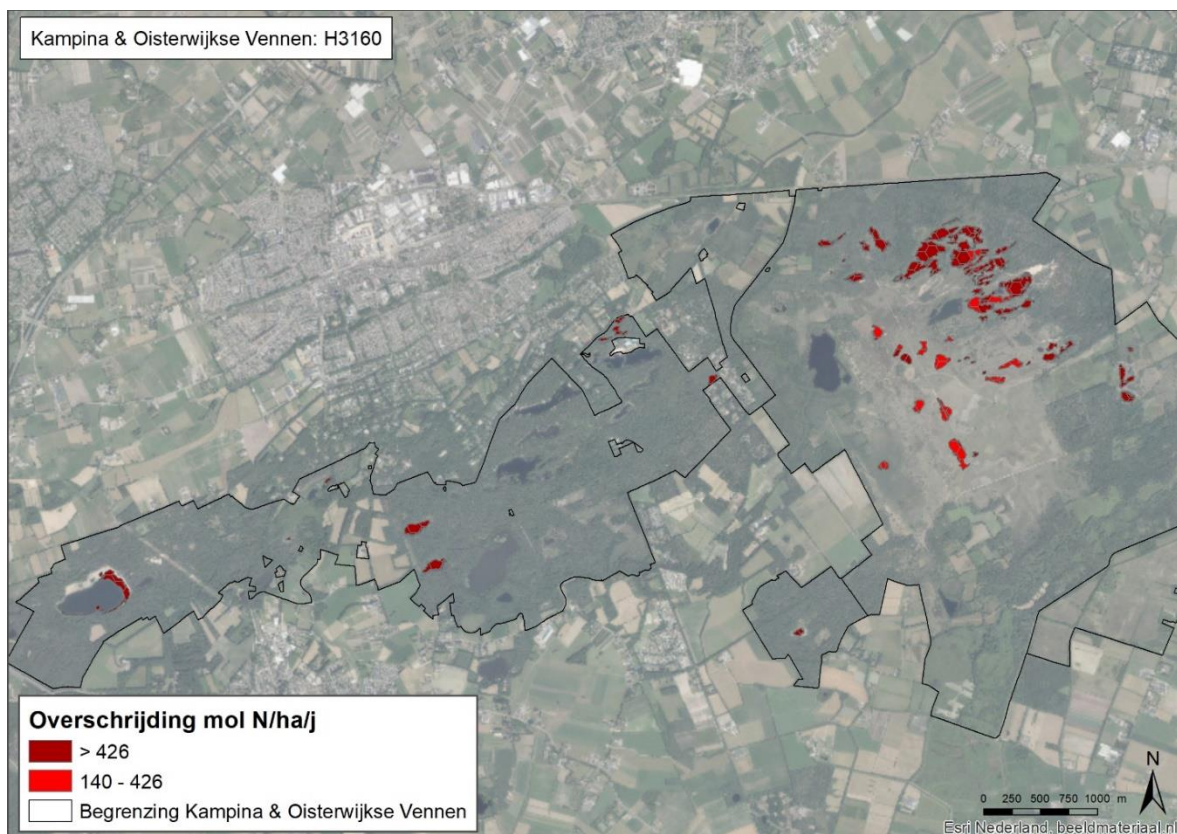 Kampina & Oisterwijkse Vennen: H3160
Overschrijding mol N/ha/j
> 426
140 - 426
Begrenzing Kampina & Oisterwijkse Vennen
N
0 250 500 750 1000 m
Esri Nederland, beeldmateriaal.nl